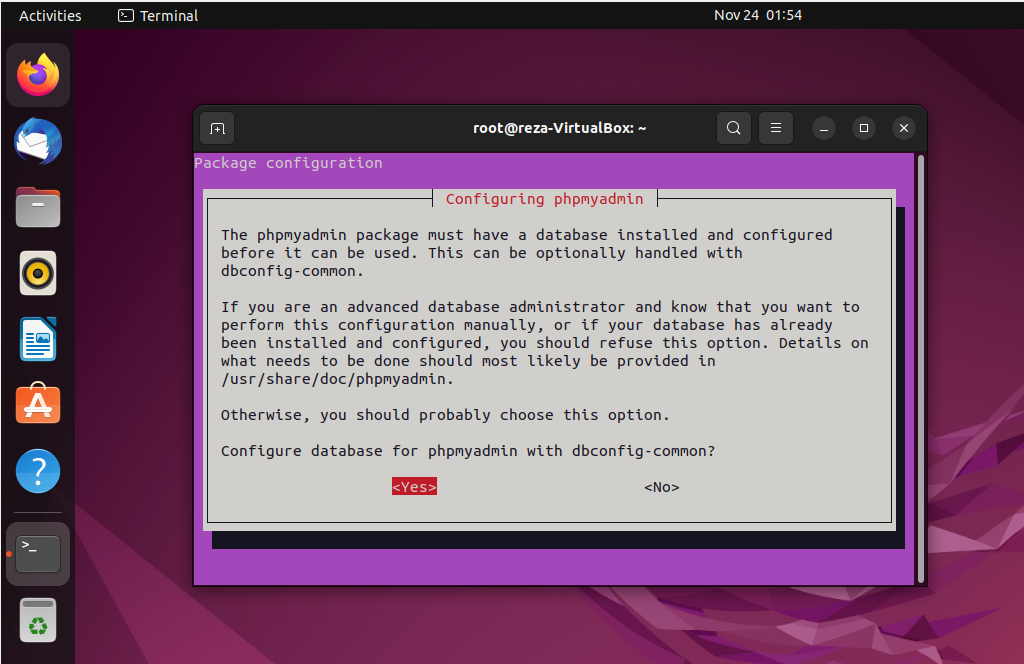 Activities
Terminal
Nov 24 01:54
root@reza-VirtualBox: ~
Package configuration
Configuring phpmyadmin
The phpmyadmin package must have a database installed and configured
before it can be used. This can be optionally handled with
dbconfig-common.
If you are an advanced database administrator and know that you want to
perform this configuration manually, or if your database has already
been installed and configured, you should refuse this option. Details on
what needs to be done should most likely be provided in
/usr/share/doc/phpmyadmin.
Otherwise, you should probably choose this option.
Configure database for phpmyadmin with dbconfig-common?
<Yes> <No>